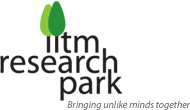 iitm
research
park
Bringing unlike minds together